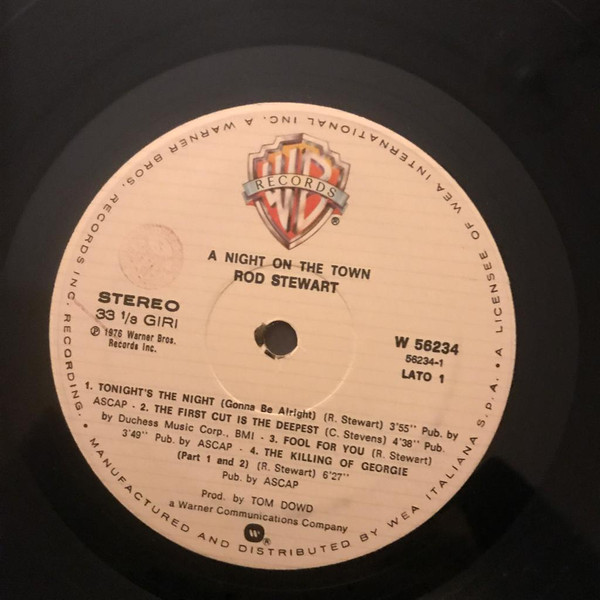 WB
RECORDS
®
A NIGHT ON THE TOWN
ROD STEWART
STEREO
33 1/3 GIRI
℗ 1976 Warner Bros.
Records Inc.
W 56234
56234-1
LATO 1
1. TONIGHT'S THE NIGHT (Gonna Be Alright) (R. Stewart) 3'55" Pub. by
ASCAP - 2. THE FIRST CUT IS THE DEEPEST (C. Stevens) 4'38" Pub.
by Duchess Music Corp., BMI - 3. FOOL FOR YOU (R. Stewart)
3'49" Pub. by ASCAP - 4. THE KILLING OF GEORGIE
(Part 1 and 2) (R. Stewart) 6'27"
Pub. by ASCAP
Prod. by TOM DOWD
a Warner Communications Company
W®
MANUFACTURED AND DISTRIBUTED BY WEA ITALIANA S.p.A. • A LICENSEE OF WEA INTERNATIONAL INC. A WARNER BROS. RECORDS INC. RECORDING. •